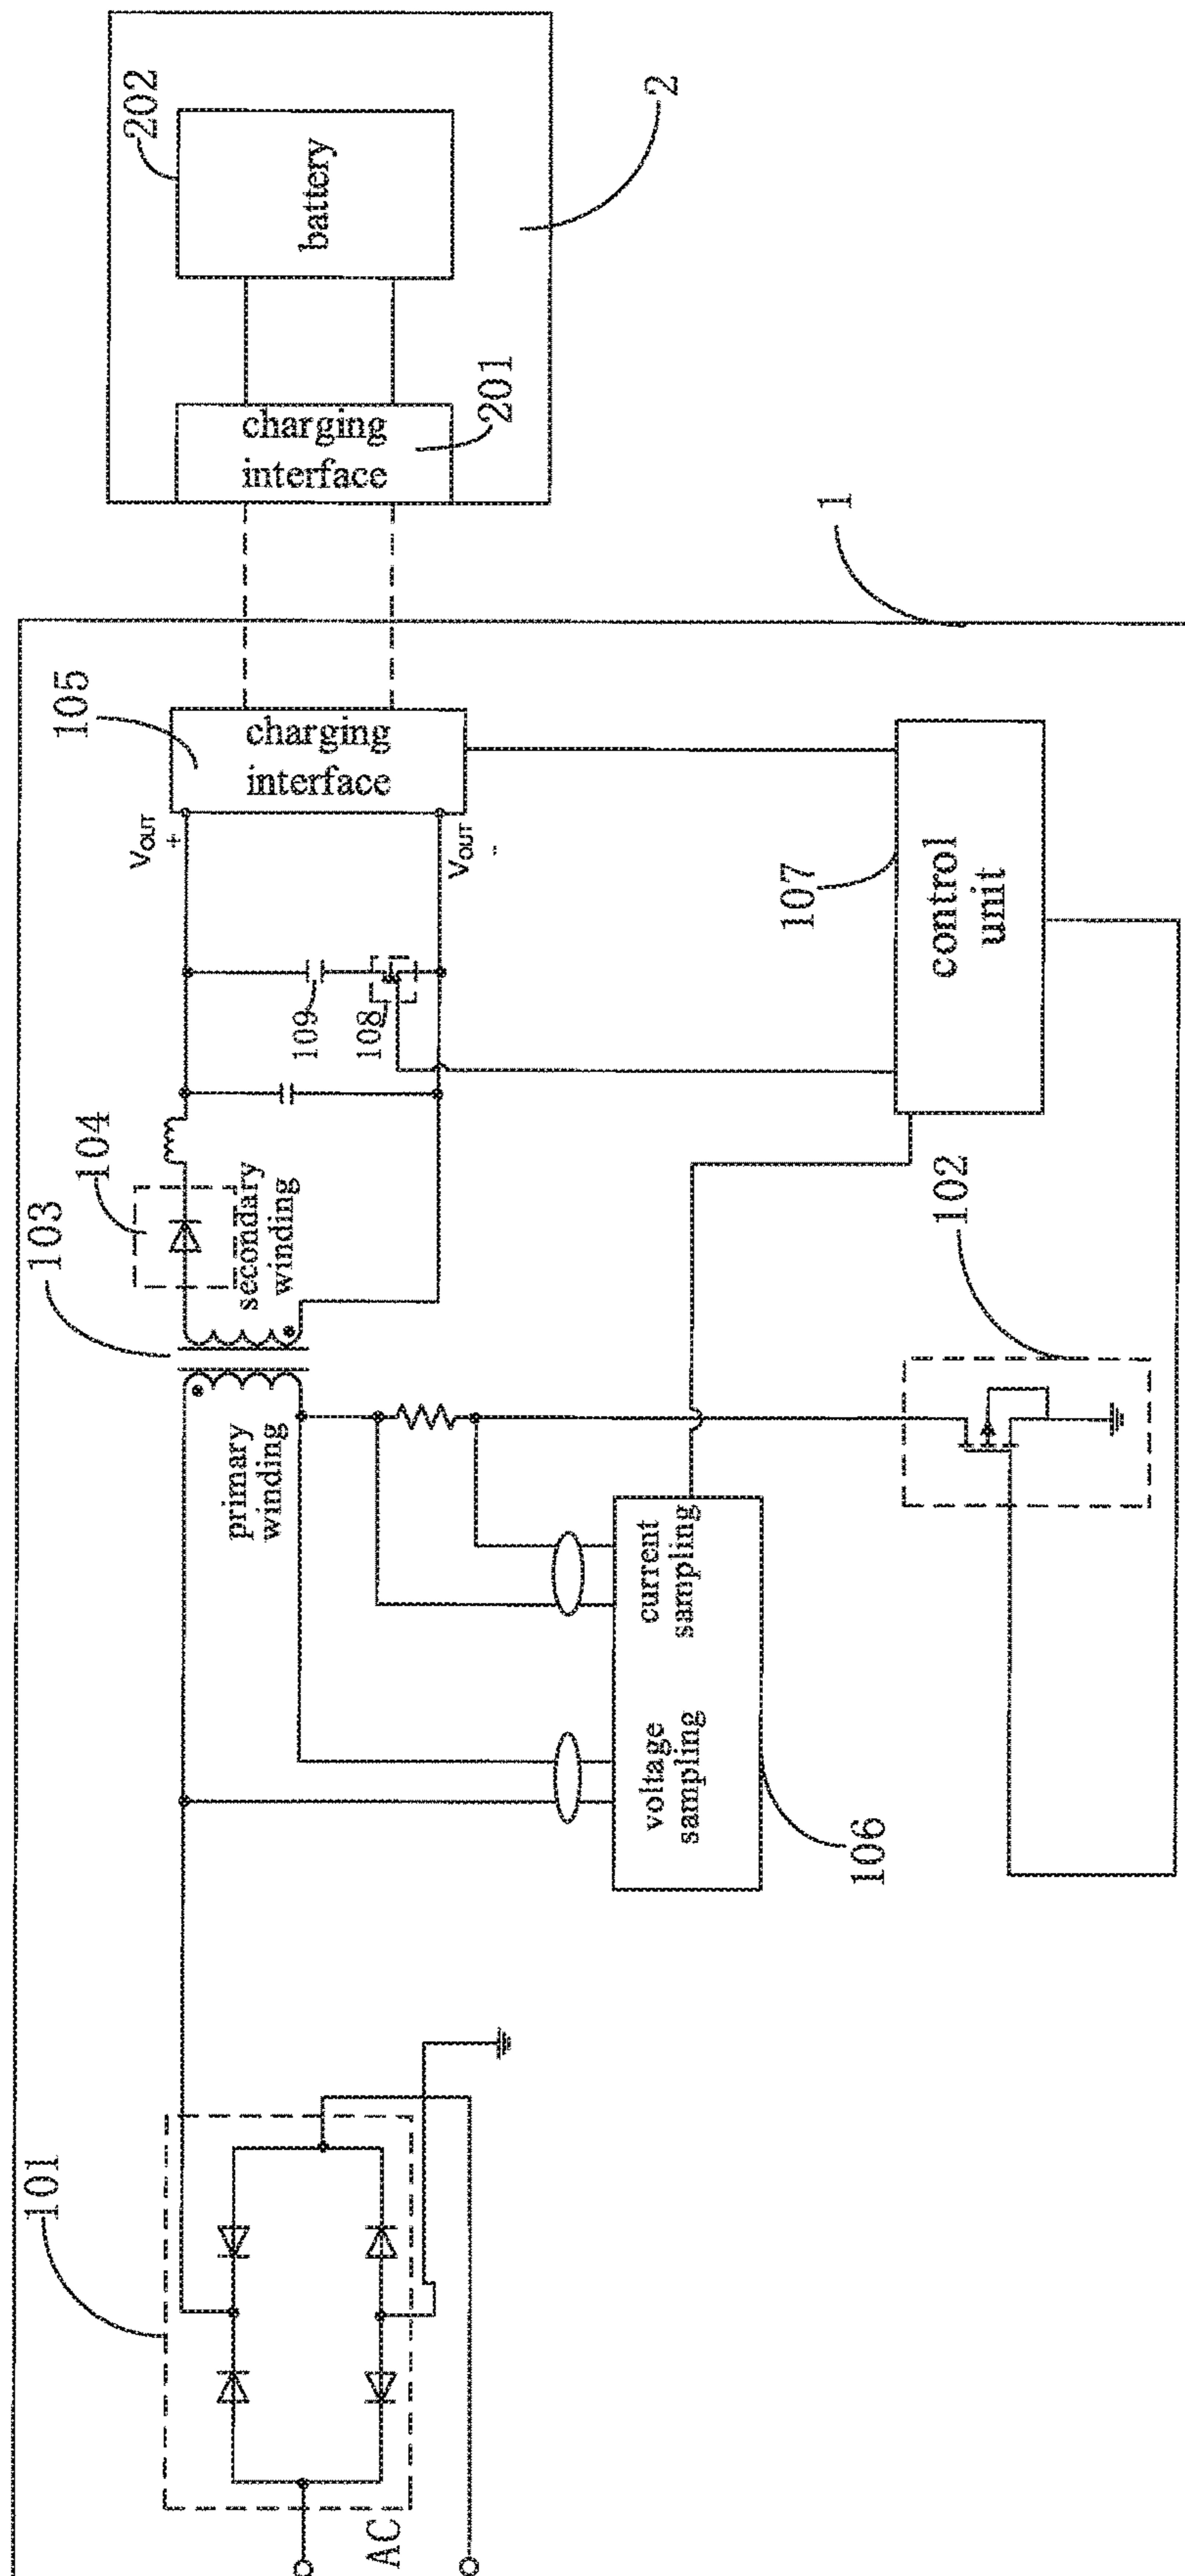 101
AC
103
104
primary
winding
secondary
winding
109
108
VOUT
+
VOUT
-
105
charging
interface
voltage
sampling
current
sampling
106
102
107
control
unit
1
charging
interface
201
202
battery
2